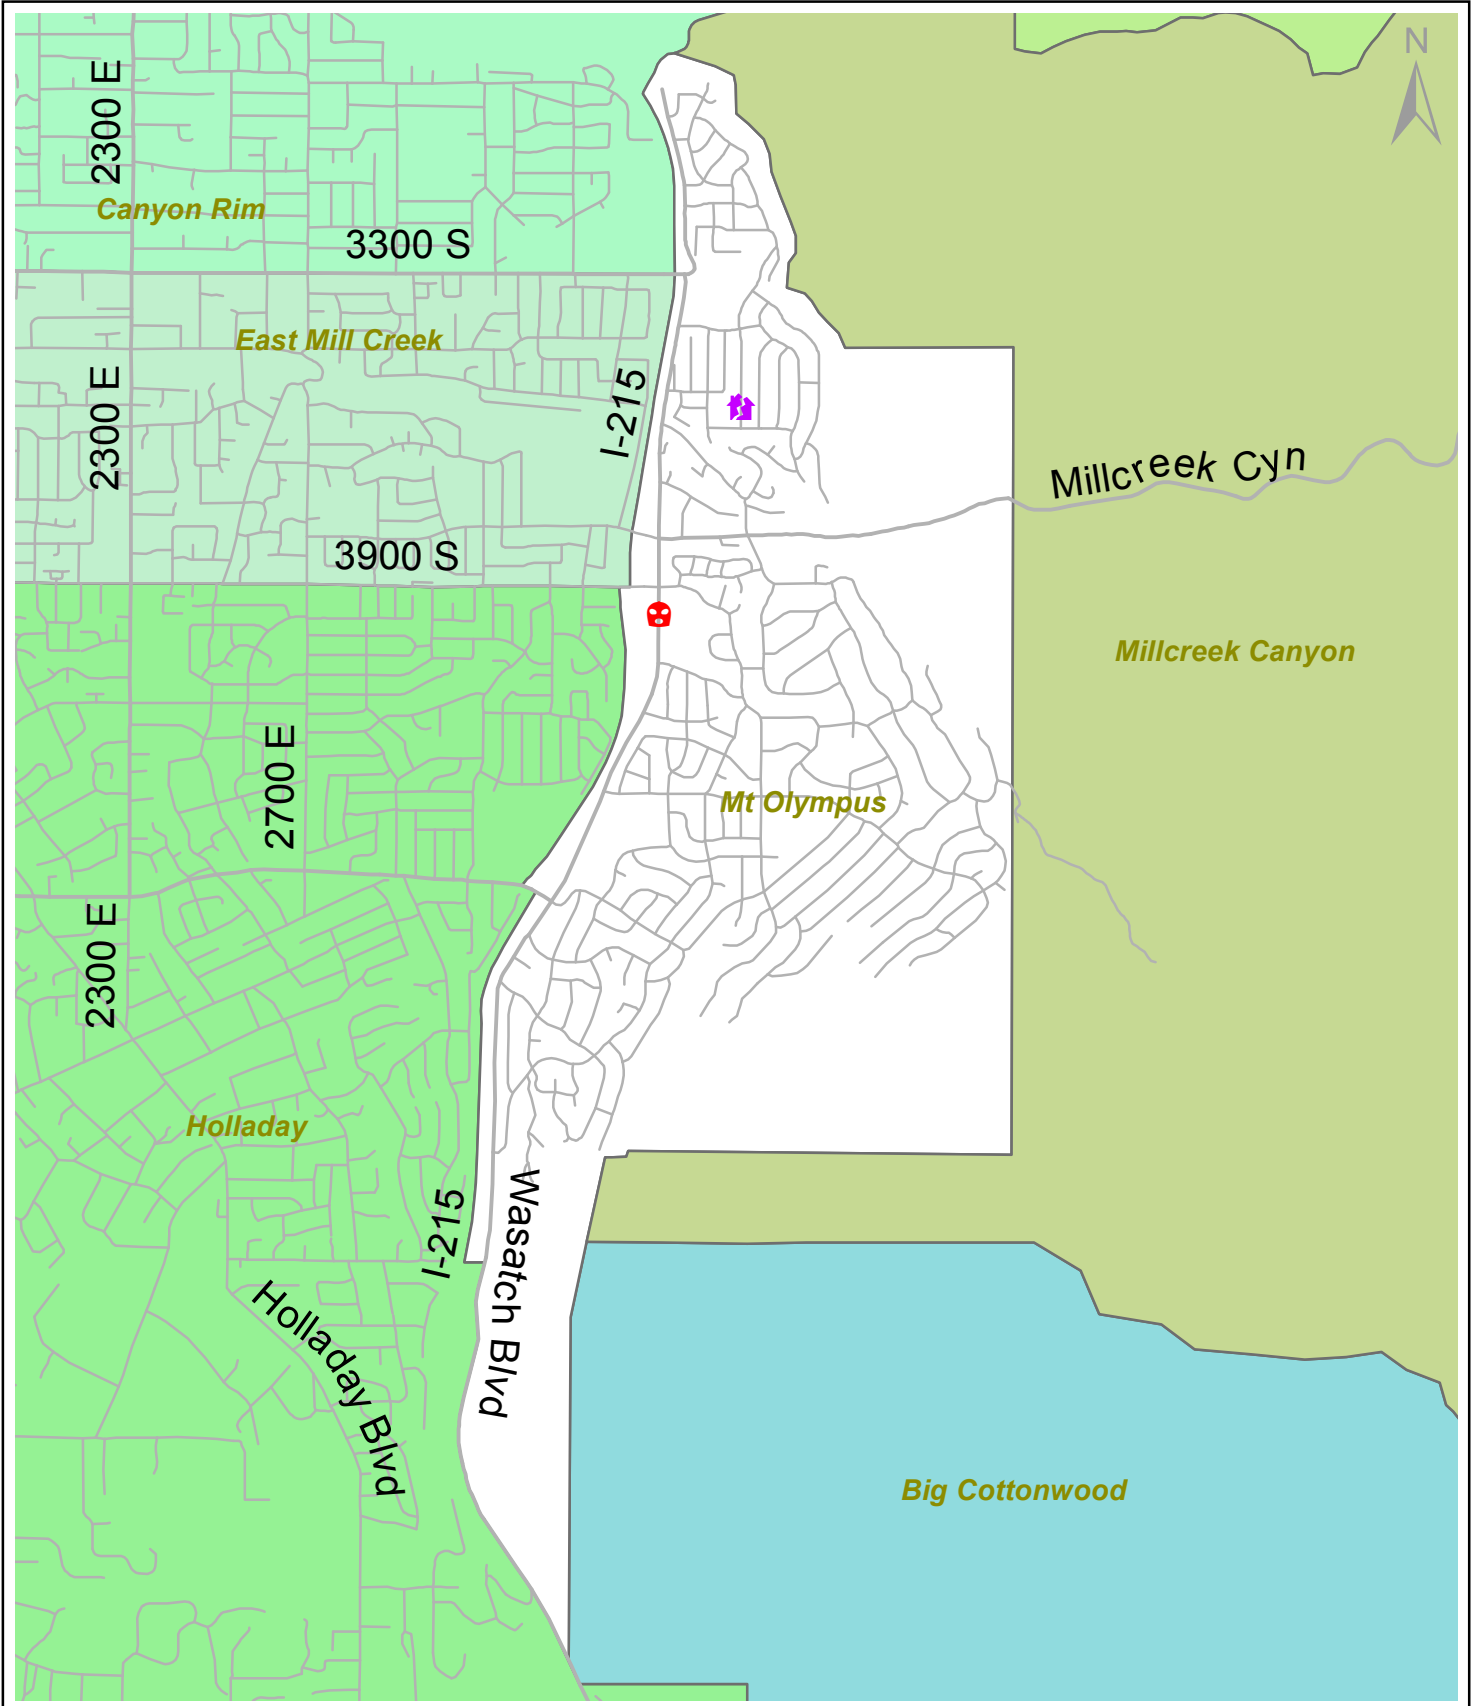 N
2300 E
Canyon Rim
3300 S
East Mill Creek
2300 E
I-215
Millcreek Cyn
3900 S
Millcreek Canyon
2700 E
Mt Olympus
2300 E
Holladay
I-215
Wasatch Blvd
Holladay Blvd
Big Cottonwood